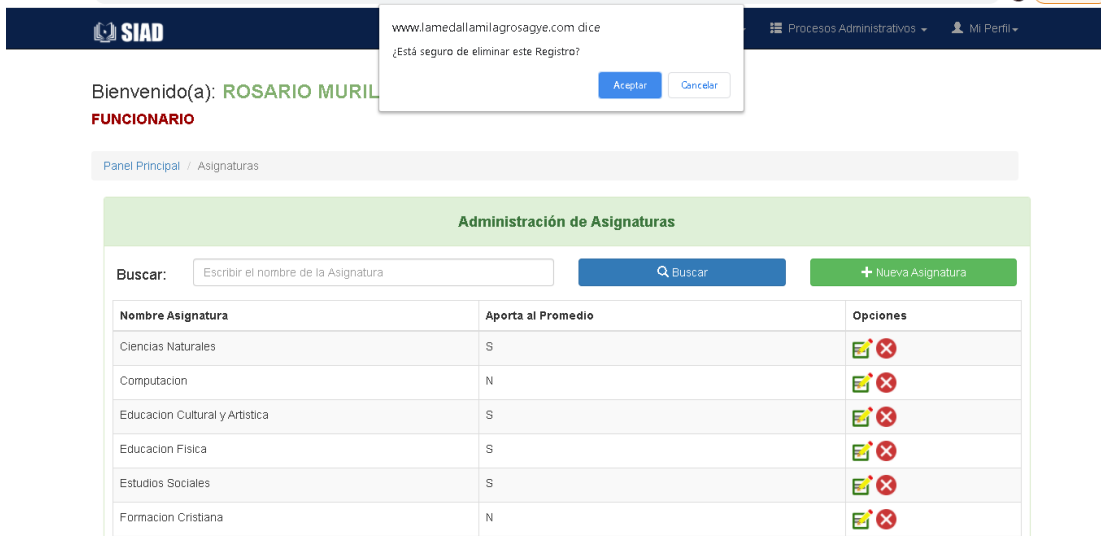 www.lamedallamilagrosagye.com dice
¿Está seguro de eliminar este Registro?
Aceptar Cancelar
SIAD
Procesos Administrativos
Mi Perfil
Bienvenido(a): ROSARIO MURIL
FUNCIONARIO
Panel Principal / Asignaturas
Administración de Asignaturas
Buscar: Escribir el nombre de la Asignatura Buscar + Nueva Asignatura
Nombre Asignatura Aporta al Promedio Opciones
Ciencias Naturales S
Computacion N
Educacion Cultural y Artistica S
Educacion Fisica S
Estudios Sociales S
Formacion Cristiana N